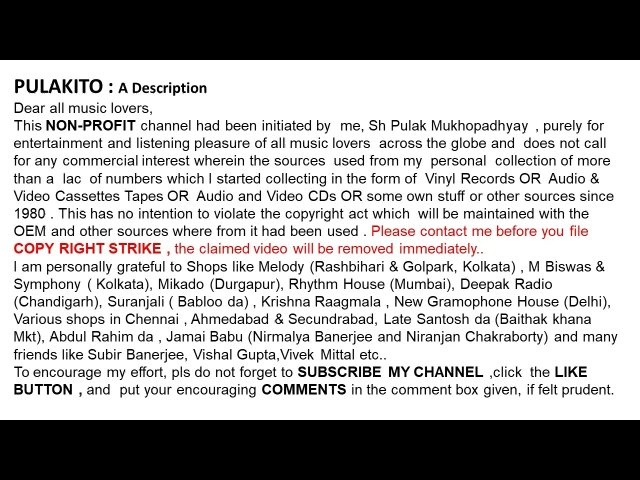 PULAKITO : A Description
Dear all music lovers,
This NON-PROFIT channel had been initiated by me, Sh Pulak Mukhopadhyay , purely for
entertainment and listening pleasure of all music lovers across the globe and does not call
for any commercial interest wherein the sources used from my personal collection of more
than a lac of numbers which I started collecting in the form of Vinyl Records OR Audio &
Video Cassettes Tapes OR Audio and Video CDs OR some own stuff or other sources since
1980 . This has no intention to violate the copyright act which will be maintained with the
OEM and other sources where from it had been used . Please contact me before you file
COPY RIGHT STRIKE , the claimed video will be removed immediately..
I am personally grateful to Shops like Melody (Rashbihari & Golpark, Kolkata) , M Biswas &
Symphony ( Kolkata), Mikado (Durgapur), Rhythm House (Mumbai), Deepak Radio
(Chandigarh), Suranjali ( Babloo da) , Krishna Raagmala , New Gramophone House (Delhi),
Various shops in Chennai , Ahmedabad & Secundrabad, Late Santosh da (Baithak khana
Mkt), Abdul Rahim da , Jamai Babu (Nirmalya Banerjee and Niranjan Chakraborty) and many
friends like Subir Banerjee, Vishal Gupta,Vivek Mittal etc..
To encourage my effort, pls do not forget to SUBSCRIBE MY CHANNEL ,click the LIKE
BUTTON , and put your encouraging COMMENTS in the comment box given, if felt prudent.